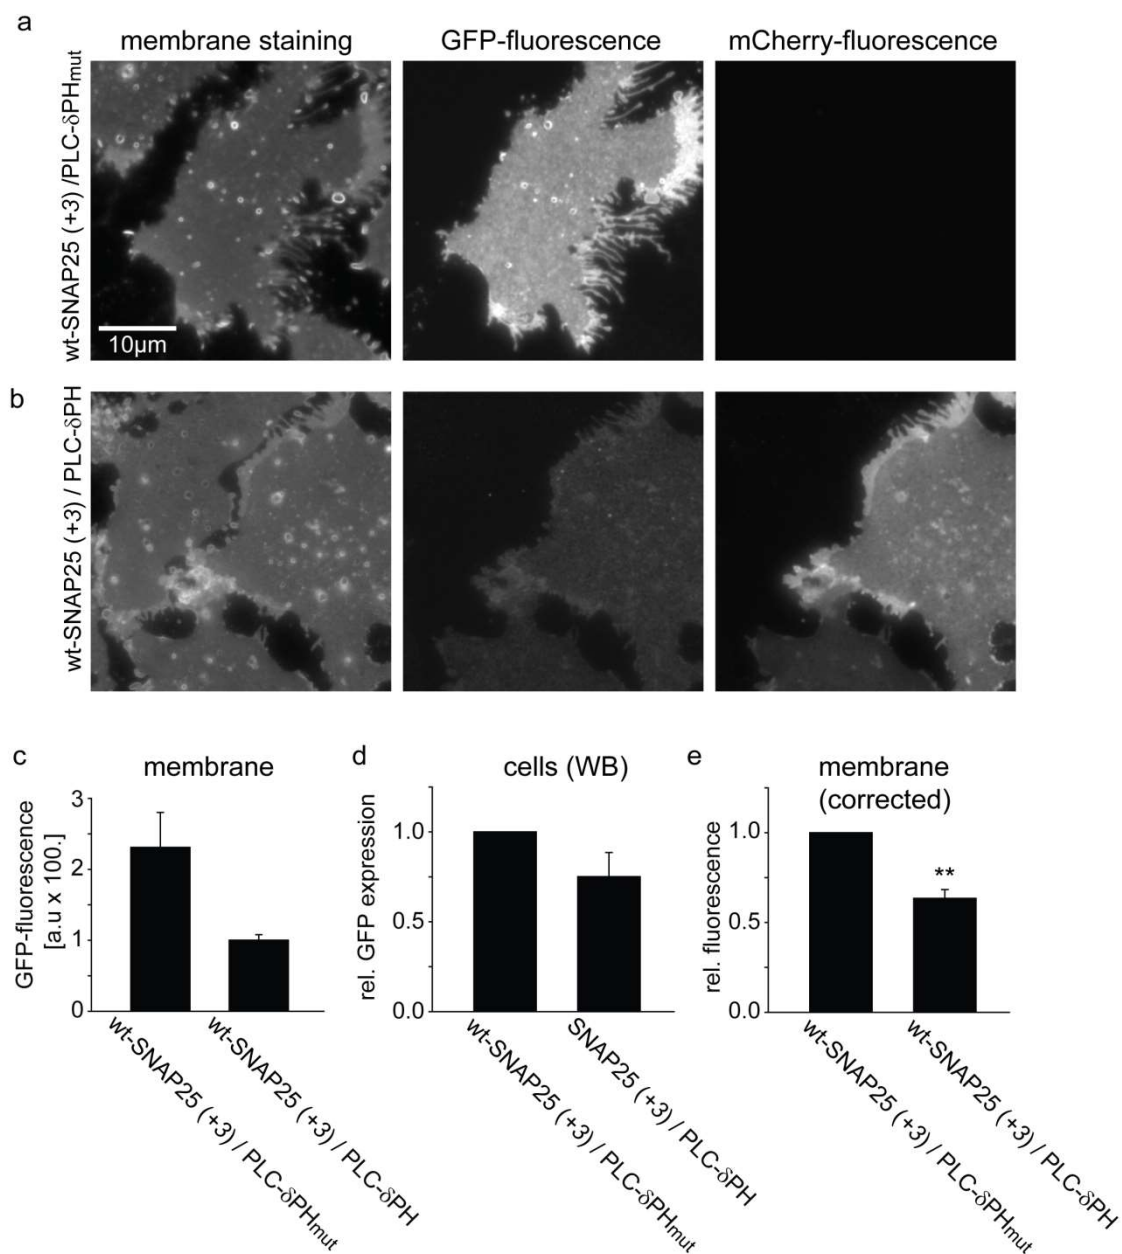 a
membrane staining
GFP-fluorescence
mCherry-fluorescence
wt-SNAP25 (+3) /PLC-δPHmut
10µm
b
wt-SNAP25 (+3) / PLC-δPH
c
membrane
GFP-fluorescence
[a.u x 100.]
3
2
1
0
wt-SNAP25 (+3) / PLC-δPHmut
wt-SNAP25 (+3) / PLC-δPH
d
cells (WB)
rel. GFP expression
1.0
0.5
0.0
wt-SNAP25 (+3) / PLC-δPHmut
SNAP25 (+3) / PLC-δPH
e
membrane
(corrected)
rel. fluorescence
1.0
0.5
0.0
**
wt-SNAP25 (+3) / PLC-δPHmut
wt-SNAP25 (+3) / PLC-δPH